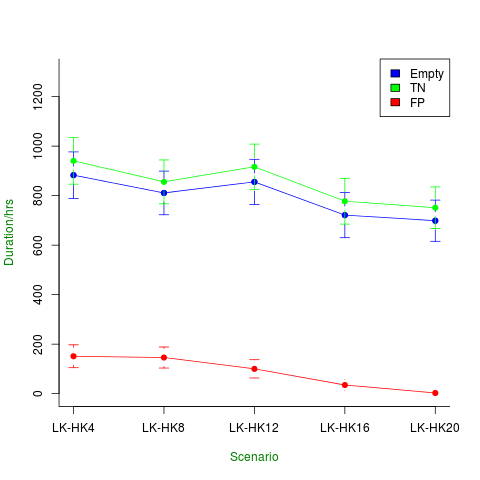 Empty
TN
FP
1200
1000
800
600
400
200
0
Duration/hrs
LK-HK4 LK-HK8 LK-HK12 LK-HK16 LK-HK20
Scenario